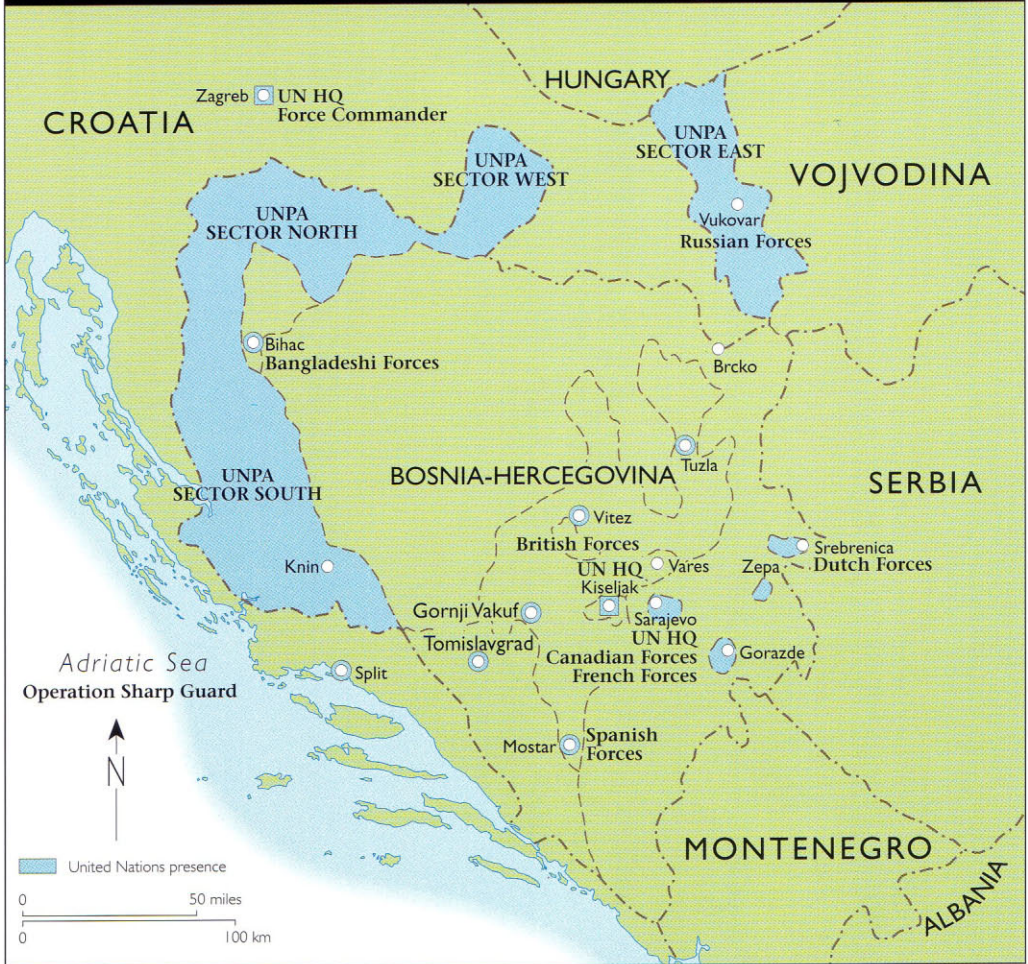 HUNGARY
Zagreb
UN HQ
Force Commander
CROATIA
UNPA
SECTOR EAST
UNPA
SECTOR WEST
VOJVODINA
UNPA
SECTOR NORTH
Vukovar
Russian Forces
Bihac
Bangladeshi Forces
Brcko
BOSNIA-HERCEGOVINA
Tuzla
SERBIA
UNPA
SECTOR SOUTH
Vitez
British Forces
Srebrenica
Dutch Forces
Knin
UN HQ
Kiseljak
Vares
Zepa
Gornji Vakuf
Sarajevo
UN HQ
Canadian Forces
French Forces
Tomislavgrad
Gorazde
Adriatic Sea
Operation Sharp Guard
Split
N
Mostar
Spanish
Forces
MONTENEGRO
ALBANIA
United Nations presence
0
50 miles
0
100 km